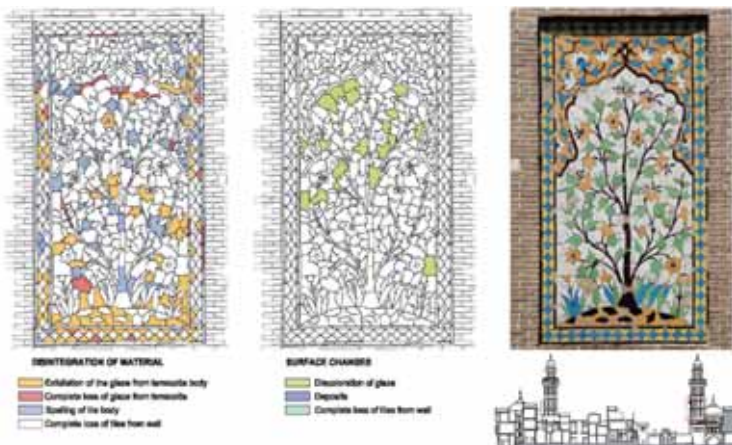 DISINTEGRATION OF MATERIAL
Exfoliation of the glaze from terracotta body
Complete loss of glaze from terracotta
Spalling of tile body
Complete loss of tiles from wall
SURFACE CHANGES
Discoloration of glaze
Deposits
Complete loss of tiles from wall